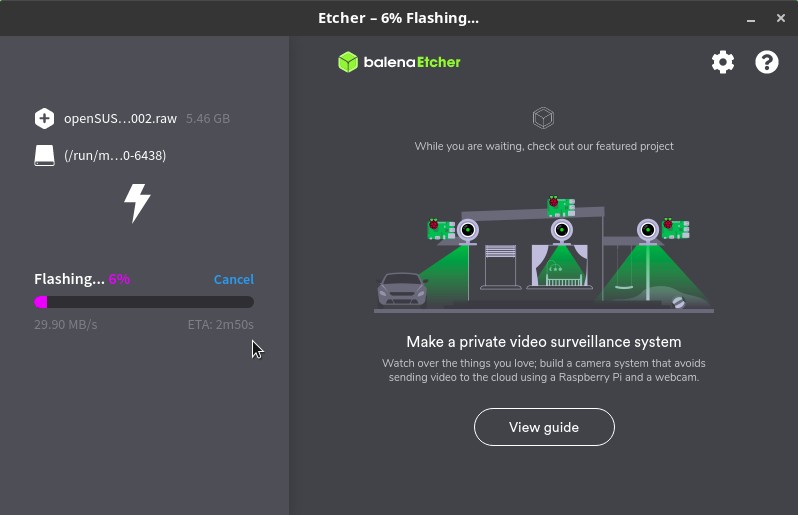 Etcher – 6% Flashing...
balenaEtcher
openSUS...002.raw 5.46 GB
(/run/m...0-6438)
Flashing... 6% Cancel
29.90 MB/s ETA: 2m50s
While you are waiting, check out our featured project
Make a private video surveillance system
Watch over the things you love; build a camera system that avoids
sending video to the cloud using a Raspberry Pi and a webcam.
View guide